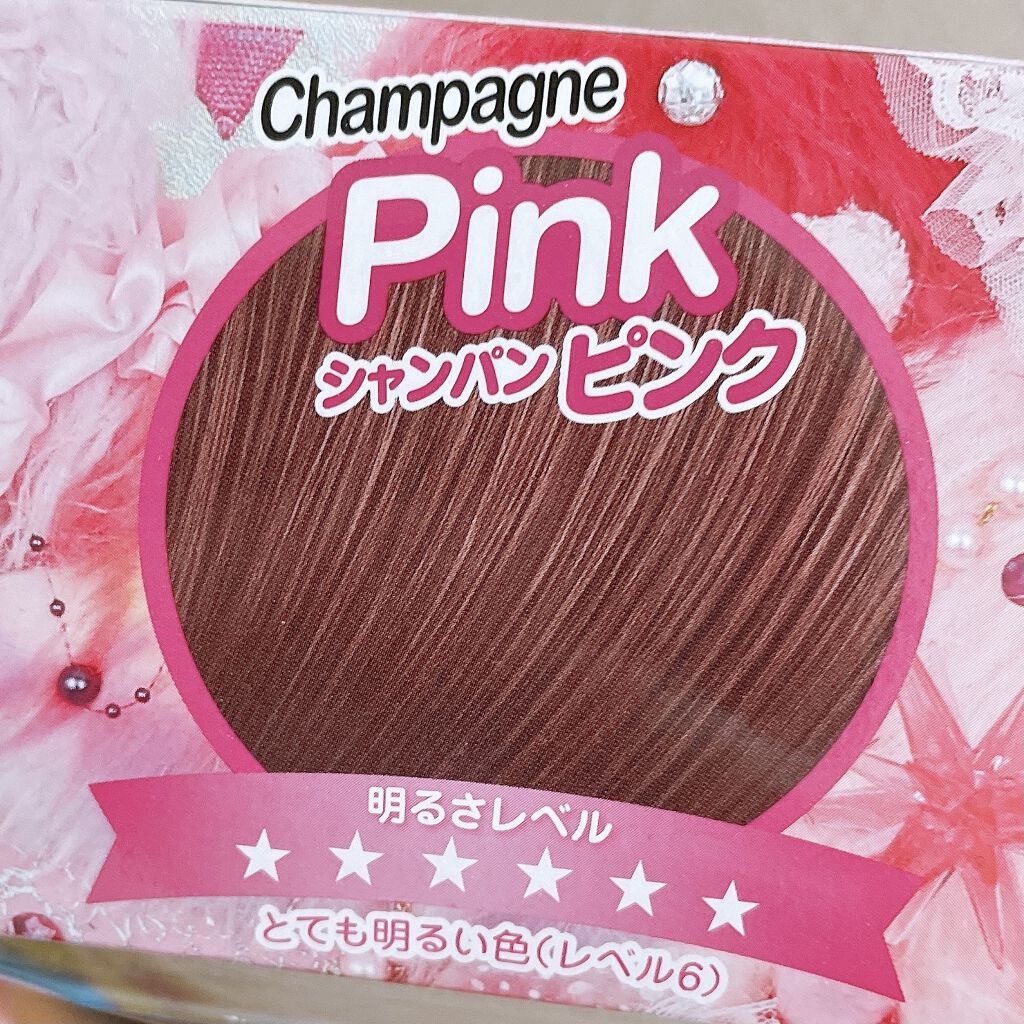 Champagne
Pink
シャンパンピンク
明るさレベル
★★★★★★
とても明るい色(レベル6)